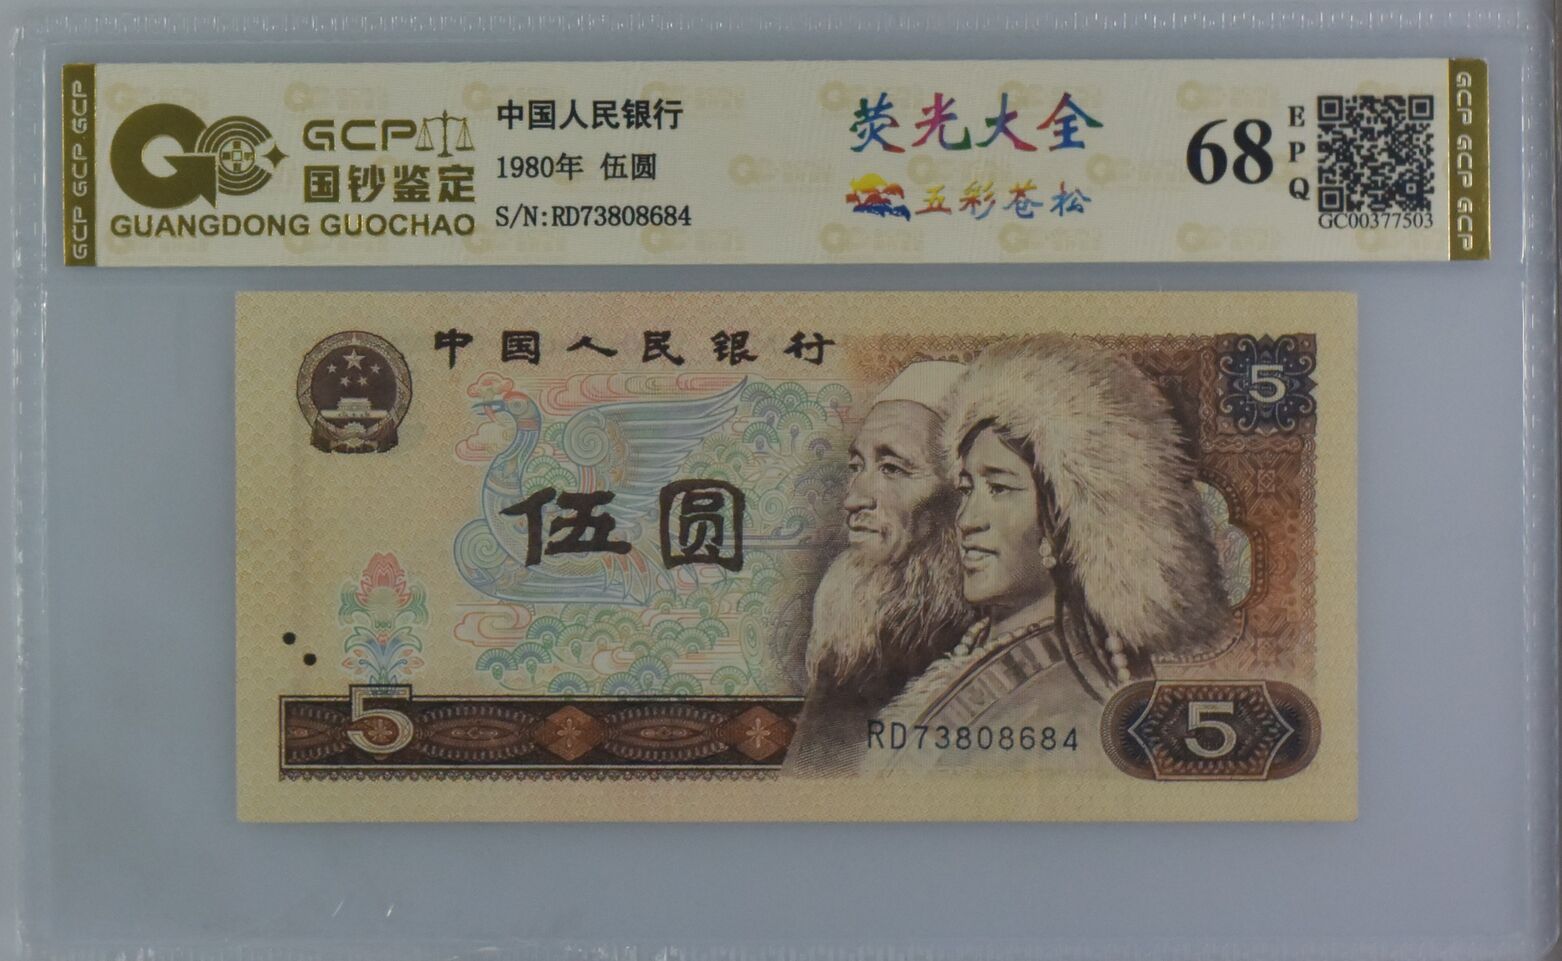 GCP GCP GCP
GCP
国钞鉴定
GUANGDONG GUOCHAO
中国人民银行
1980年 伍圆
S/N:RD73808684
荧光大全
五彩苍松
68
EPQ
GC00377503
GCP GCP GCP
中国人民银行
5
伍圆
5
RD73808684
5